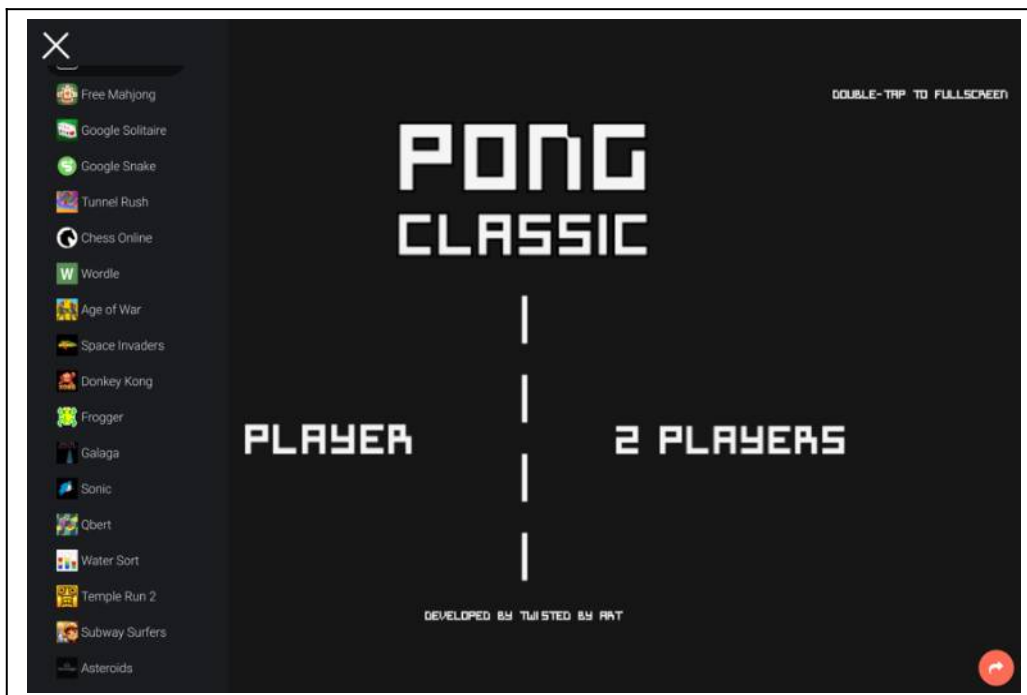 Free Mahjong
Google Solitaire
Google Snake
Tunnel Rush
Chess Online
W Wordle
Age of War
Space Invaders
Donkey Kong
Frogger
Galaga
Sonic
Qbert
Water Sort
Temple Run 2
Subway Surfers
Asteroids
DOUBLE-TAP TO FULLSCREEN
PONG
CLASSIC
PLAYER
2 PLAYERS
DEVELOPED BY TWISTED BY ART